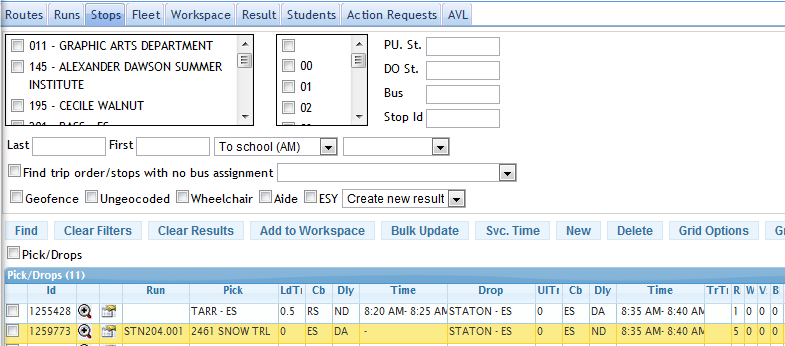 Routes Runs Stops Fleet Workspace Result Students Action Requests AVL
011 - GRAPHIC ARTS DEPARTMENT
145 - ALEXANDER DAWSON SUMMER INSTITUTE
195 - CECILE WALNUT
00
01
02
PU. St.
DO St.
Bus
Stop Id
Last First To school (AM)
Find trip order/stops with no bus assignment
Geofence Ungeocoded Wheelchair Aide ESY Create new result
Find Clear Filters Clear Results Add to Workspace Bulk Update Svc. Time New Delete Grid Options
Pick/Drops
Pick/Drops (11)
Id Run Pick LdTi Cb Dly Time Drop UlTi Cb Dly Time TrTi R W V. B
1255428 TARR - ES 0.5 RS ND 8:20 AM- 8:25 AM STATON - ES 0 ES DA 8:35 AM- 8:40 AM 1 0 0 0
1259773 STN204.001 2461 SNOW TRL 0 ES DA - STATON - ES 0 ES ND 8:35 AM- 8:40 AM 5 0 0 0